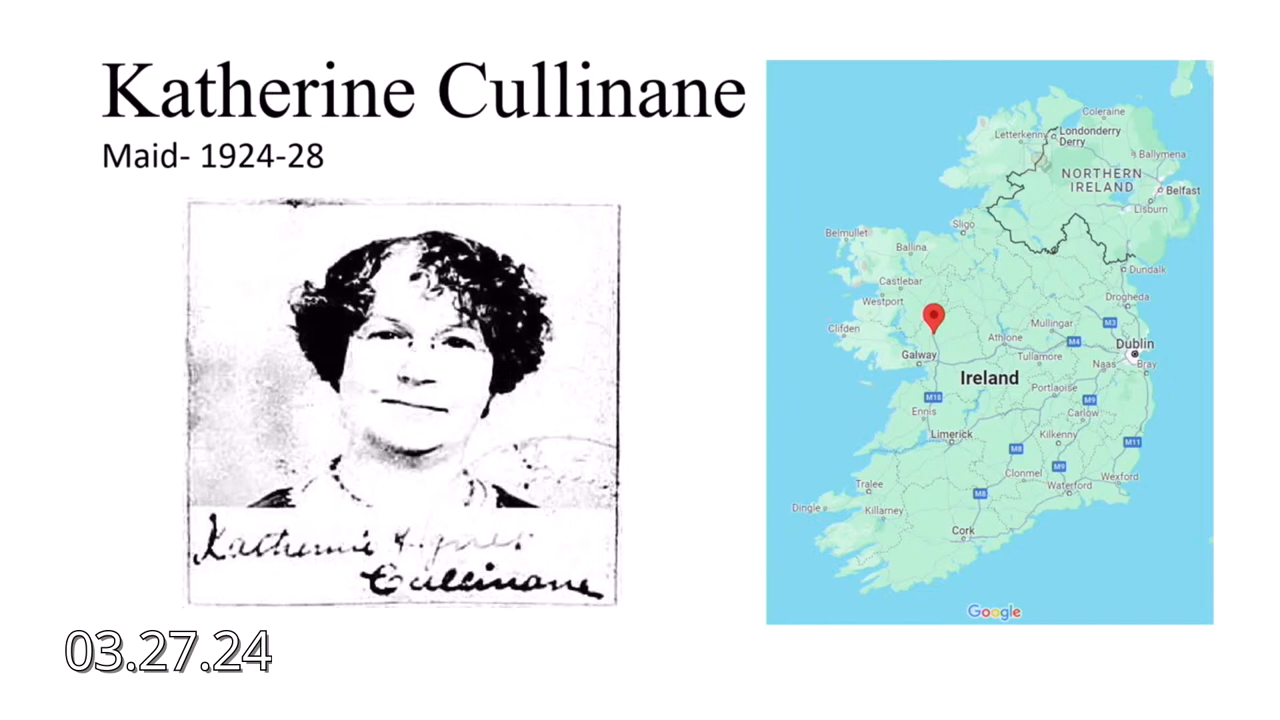 Katherine Cullinane
Maid- 1924-28
Katherine Agnes
Cullinane
03.27.24
Coleraine
Letterkenny
Londonderry
Derry
Ballymena
NORTHERN
IRELAND
Belfast
Lisburn
Sligo
Belmullet
Ballina
Dundalk
Castlebar
Westport
Drogheda
Clifden
Mullingar
M3
Athlone
M4
Dublin
Galway
Tullamore
Naas
Bray
Ireland
Portlaoise
M18
M9
Ennis
Carlow
Limerick
Kilkenny
M11
M8
M9
Clonmel
Wexford
Tralee
Waterford
M8
Dingle
Killarney
Cork
Google